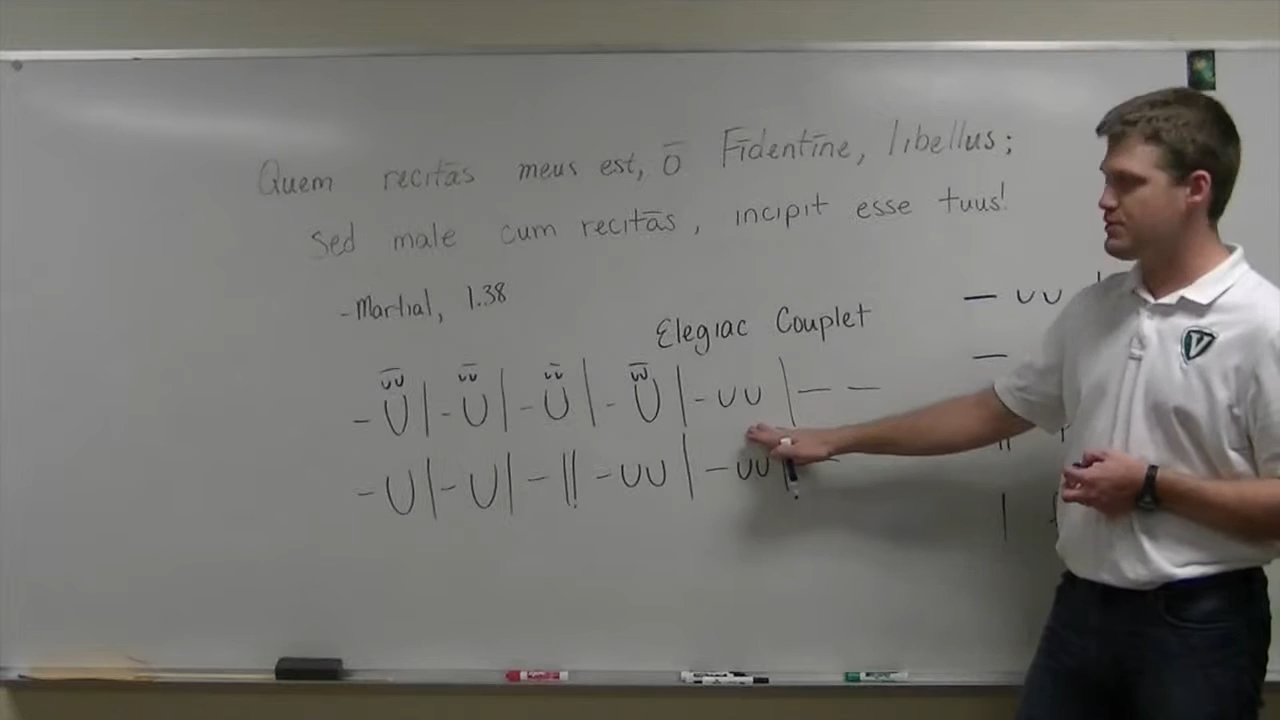 Quem recitās meus est, ō Fīdentīne, libellus;
sed male cum recitās, incipit esse tuus!
-Martial, 1.38
Elegiac Couplet
V